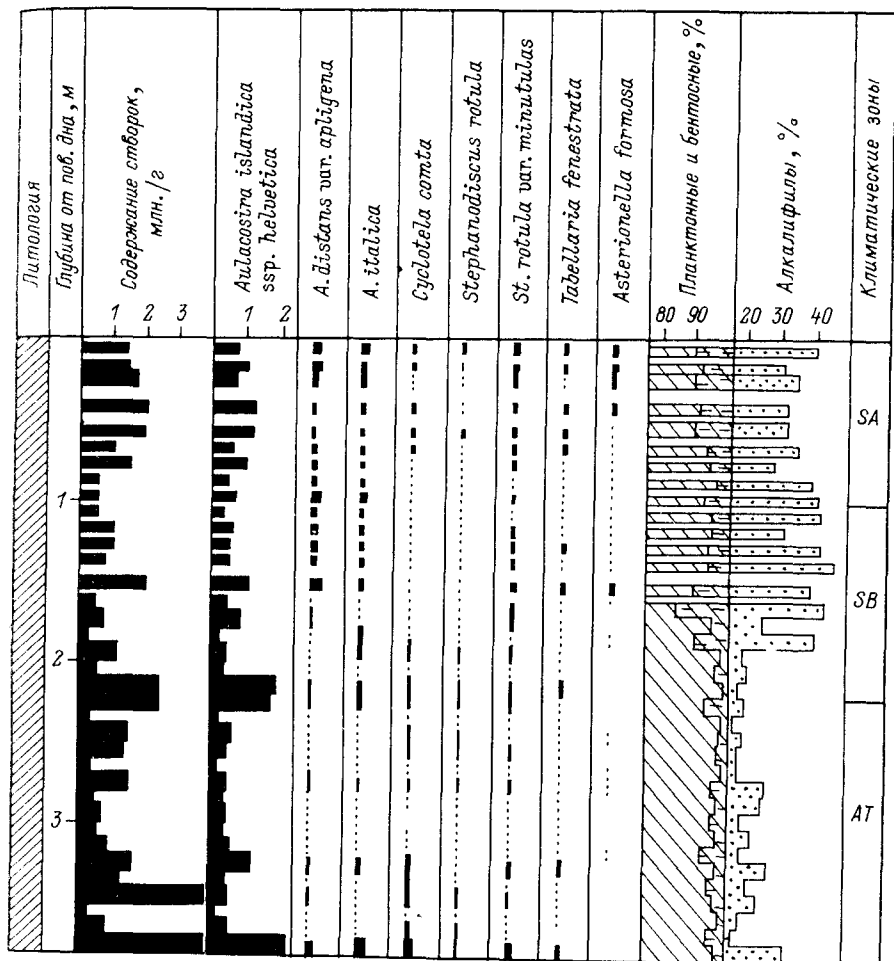 Литология
Глубина от пов. дна, м
Содержание створок,
млн./г
1 2 3
Aulacosira islandica
ssp. helvetica
1 2
A. distans var. apligena
A. italica
Cyclotela comta
Stephanodiscus rotula
St. rotula var. minutulas
Tabellaria fenestrata
Asterionella formosa
Планктонные и бентосные, %
80 90
Алкалифилы, %
20 30 40
Климатические зоны
SA
1
SB
2
AT
3